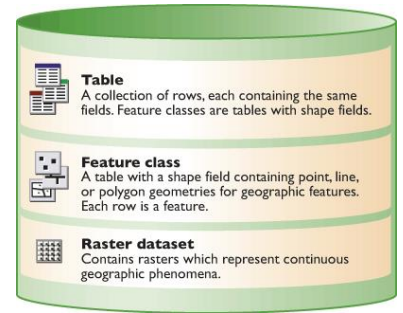 Table
A collection of rows, each containing the same
fields. Feature classes are tables with shape fields.
Feature class
A table with a shape field containing point, line,
or polygon geometries for geographic features.
Each row is a feature.
Raster dataset
Contains rasters which represent continuous
geographic phenomena.